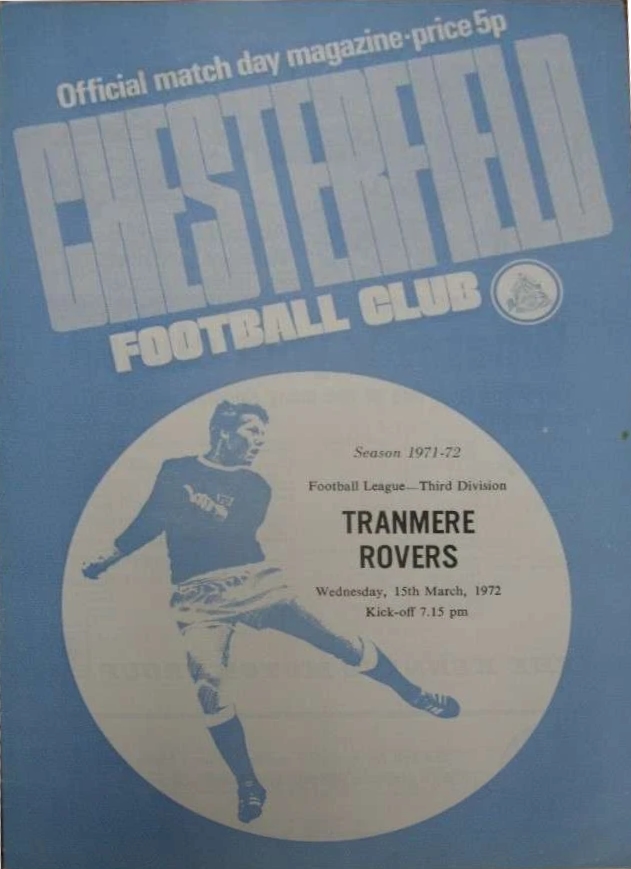 Official match day magazine·price 5p
CHESTERFIELD
FOOTBALL CLUB
Season 1971-72
Football League—Third Division
TRANMERE
ROVERS
Wednesday, 15th March, 1972
Kick-off 7.15 pm